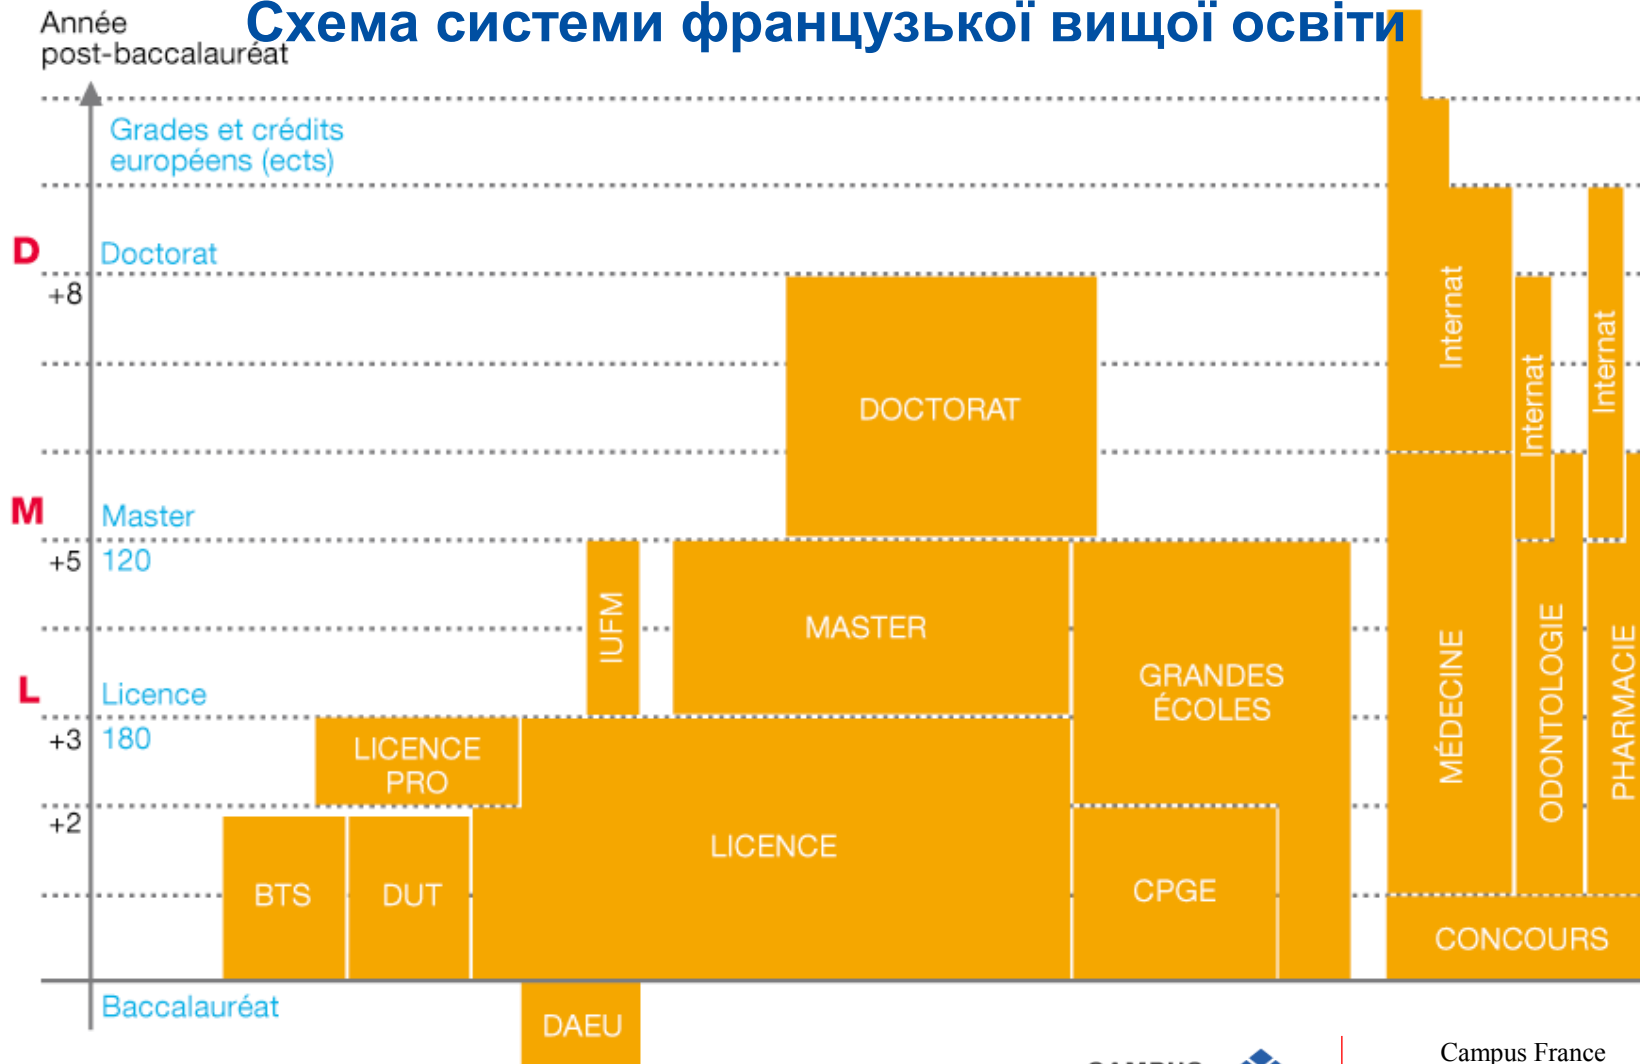 Année
post-baccalauréat
Схема системи французької вищої освіти
Grades et crédits
européens (ects)
D
Doctorat
+8
DOCTORAT
Internat
Internat
Internat
M
Master
+5
120
IUFM
MASTER
GRANDES
ÉCOLES
MÉDECINE
ODONTOLOGIE
PHARMACIE
L
Licence
+3
180
LICENCE
PRO
+2
LICENCE
BTS
DUT
CPGE
CONCOURS
Baccalauréat
DAEU
CAMPUS
Campus France